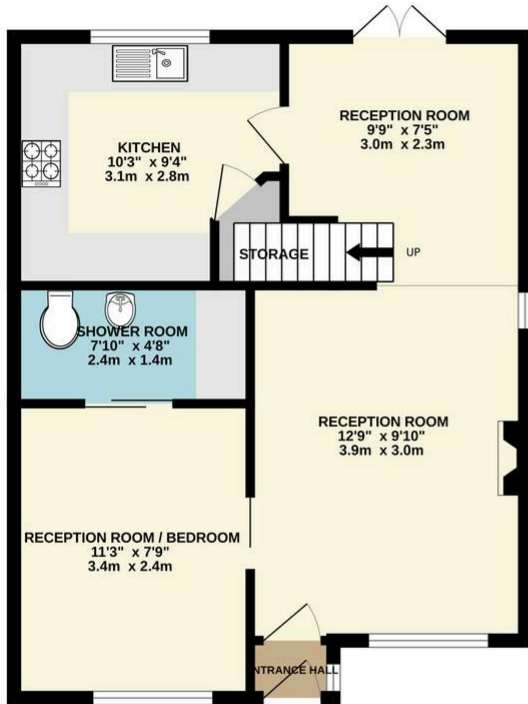 KITCHEN
10'3" x 9'4"
3.1m x 2.8m
RECEPTION ROOM
9'9" x 7'5"
3.0m x 2.3m
STORAGE
UP
SHOWER ROOM
7'10" x 4'8"
2.4m x 1.4m
RECEPTION ROOM
12'9" x 9'10"
3.9m x 3.0m
RECEPTION ROOM / BEDROOM
11'3" x 7'9"
3.4m x 2.4m
ENTRANCE HALL